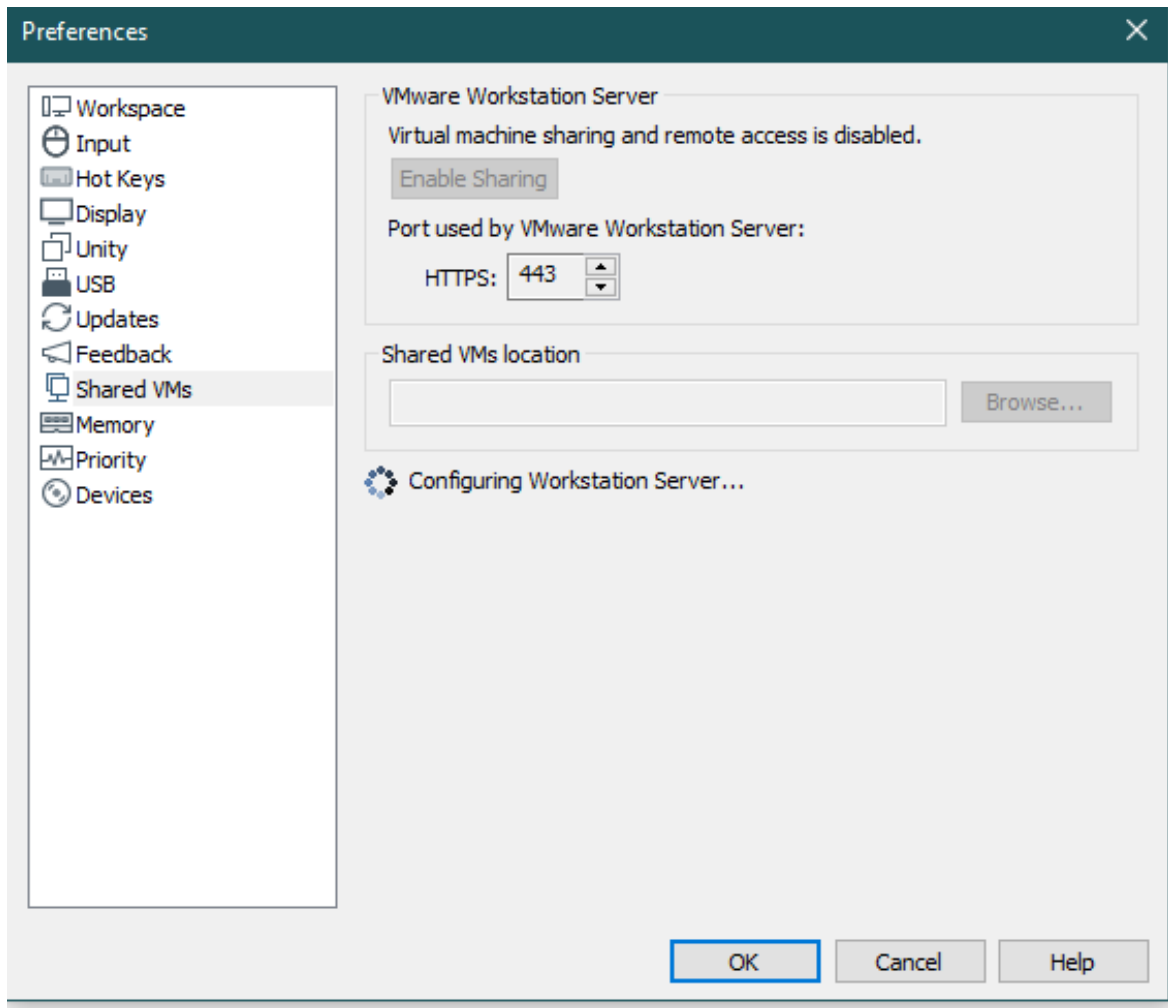 Preferences
Workspace
Input
Hot Keys
Display
Unity
USB
Updates
Feedback
Shared VMs
Memory
Priority
Devices
VMware Workstation Server
Virtual machine sharing and remote access is disabled.
Enable Sharing
Port used by VMware Workstation Server:
HTTPS: 443
Shared VMs location
Browse...
Configuring Workstation Server...
OK Cancel Help